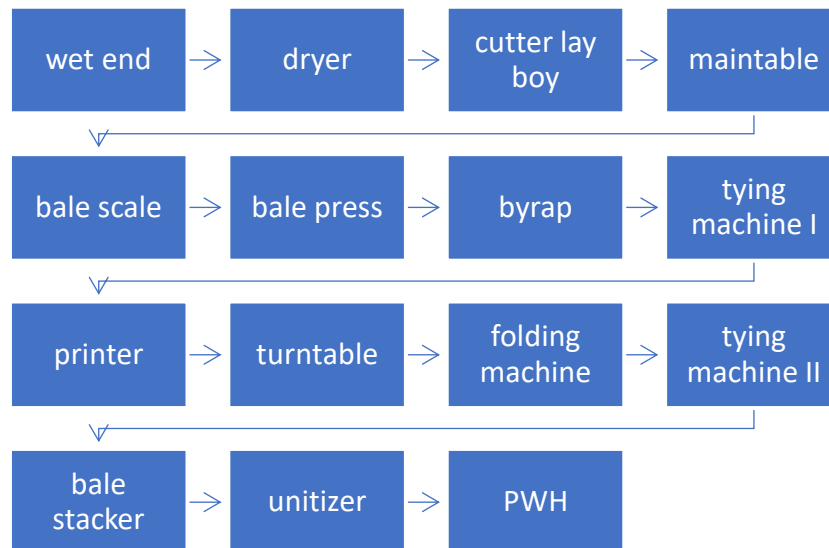 wet end
dryer
cutter lay
boy
maintable
bale scale
bale press
byrap
tying
machine I
printer
turntable
folding
machine
tying
machine II
bale
stacker
unitizer
PWH